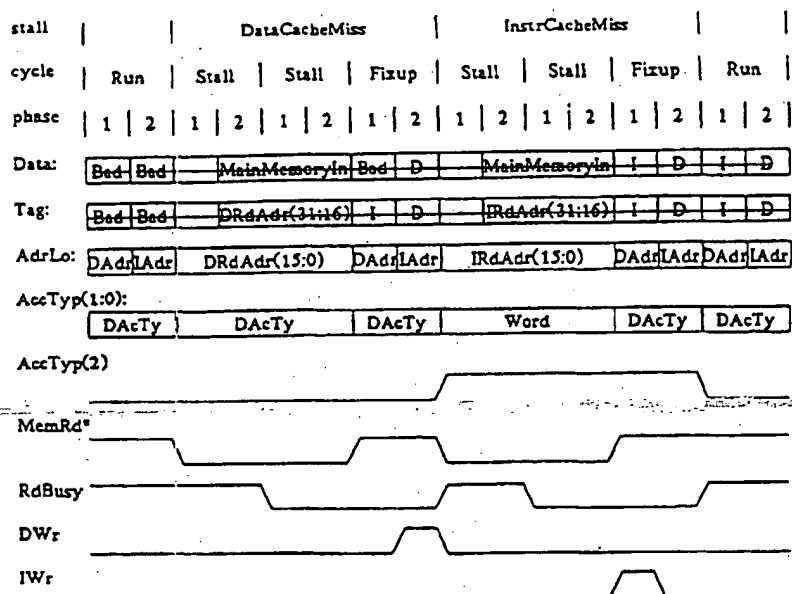 stall | | DataCacheMiss | InstrCacheMiss | |
cycle | Run | Stall | Stall | Fixup | Stall | Stall | Fixup | Run |
phase | 1 | 2 | 1 | 2 | 1 | 2 | 1 | 2 | 1 | 2 | 1 | 2 | 1 | 2 | 1 | 2 |
Data: Bad Bad MainMemoryIn Bad D MainMemoryIn I D I D
Tag: Bad Bad DRdAdr(31:16) I D IRdAdr(31:16) I D I D
AdrLo: DAdr IAdr DRdAdr(15:0) DAdr IAdr IRdAdr(15:0) DAdr IAdr DAdr IAdr
AccTyp(1:0):
DAcTy DAcTy DAcTy Word DAcTy DAcTy
AccTyp(2)
MemRd*
RdBusy
DWr
IWr